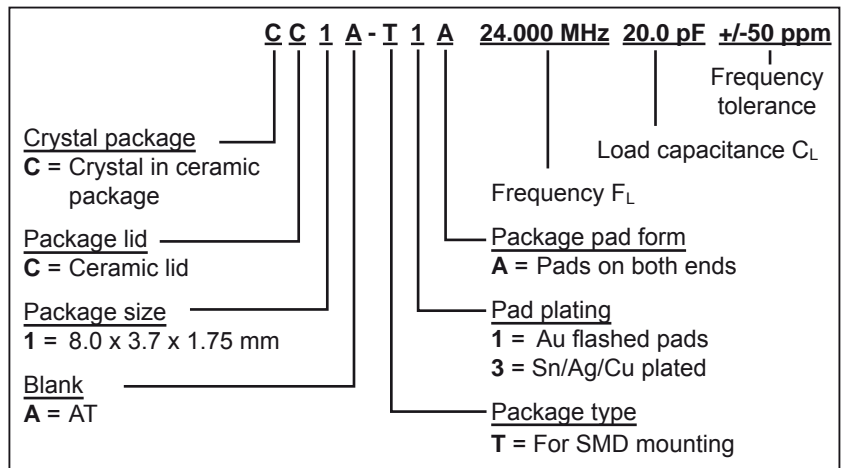 C C 1 A - T 1 A 24.000 MHz 20.0 pF +/-50 ppm
Frequency
tolerance
Load capacitance CL
Frequency FL
Crystal package
C = Crystal in ceramic
package
Package lid
C = Ceramic lid
Package size
1 = 8.0 x 3.7 x 1.75 mm
Blank
A = AT
Package pad form
A = Pads on both ends
Pad plating
1 = Au flashed pads
3 = Sn/Ag/Cu plated
Package type
T = For SMD mounting